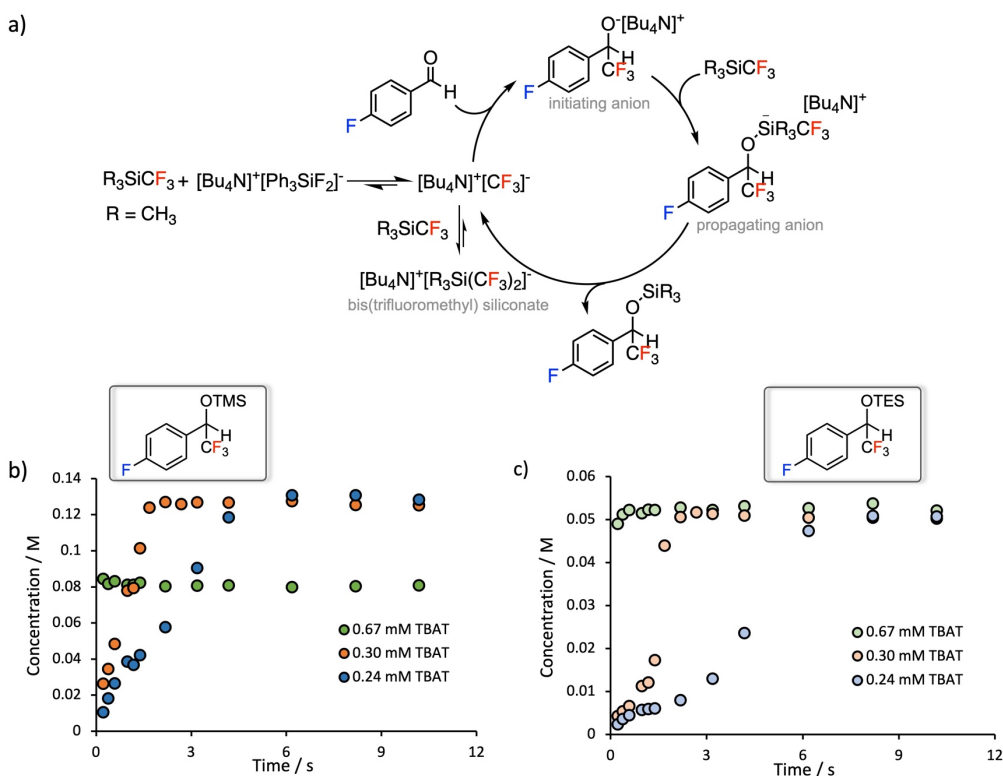 a)
O⁻[Bu₄N]⁺
H
CF₃
F
initiating anion
R₃SiCF₃
O
H
F
[Bu₄N]⁺
SiR₃CF₃
O
H
CF₃
F
propagating anion
R₃SiCF₃ + [Bu₄N]⁺[Ph₃SiF₂]⁻
[Bu₄N]⁺[CF₃]⁻
R = CH₃
R₃SiCF₃
[Bu₄N]⁺[R₃Si(CF₃)₂]⁻
bis(trifluoromethyl) siliconate
SiR₃
O
H
CF₃
F
b)
OTMS
H
CF₃
F
Concentration / M
0.14
0.12
0.1
0.08
0.06
0.04
0.02
0
0.67 mM TBAT
0.30 mM TBAT
0.24 mM TBAT
0 3 6 9 12
Time / s
c)
OTES
H
CF₃
F
Concentration / M
0.06
0.05
0.04
0.03
0.02
0.01
0
0.67 mM TBAT
0.30 mM TBAT
0.24 mM TBAT
0 3 6 9 12
Time / s